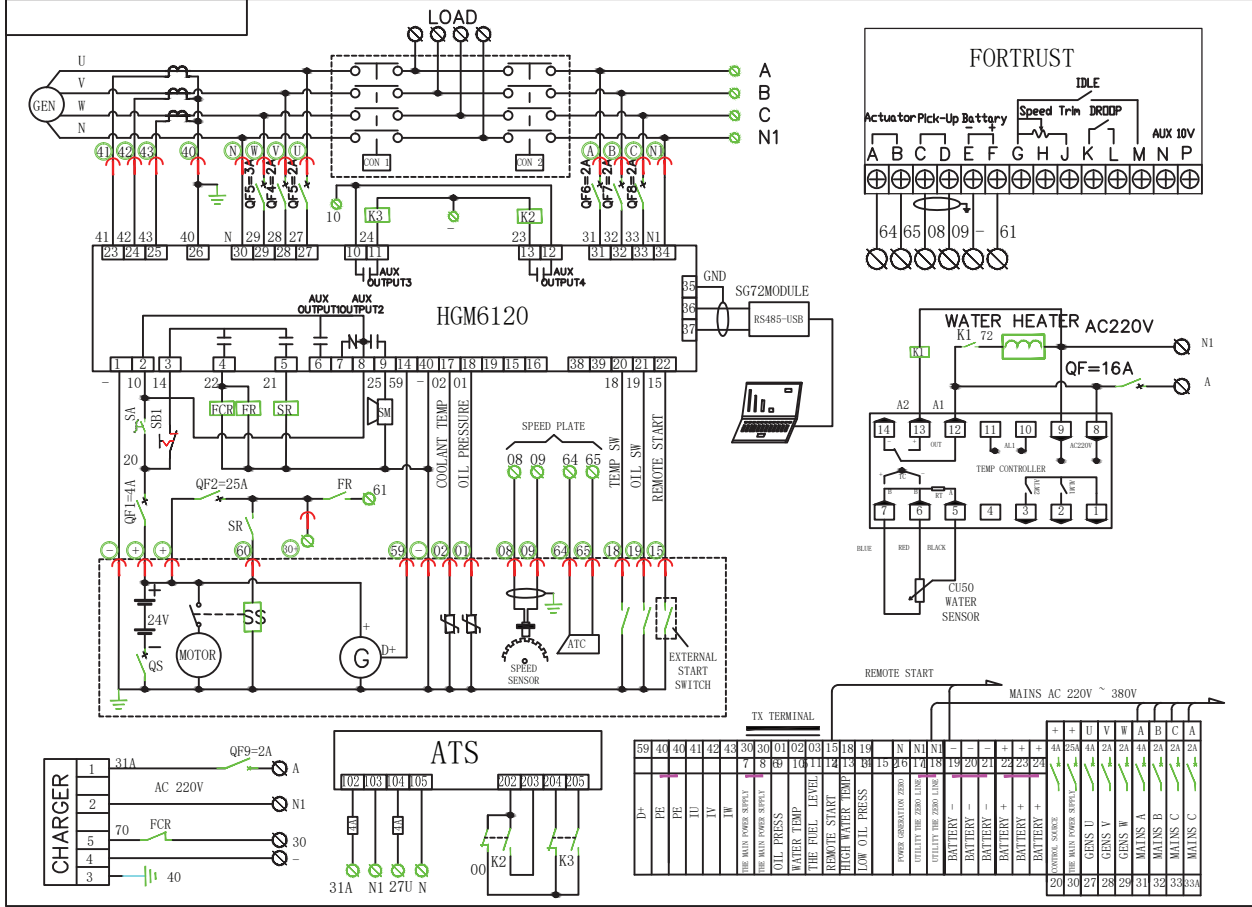 LOAD
U
V
W
N
GEN
A
B
C
N1
CON 1
CON 2
41 42 43 40 N W V U
QF5=3A
QF4=2A
QF5=2A
A B C N1
QF6=2A
QF7=2A
QF8=2A
10 K3 - K2
41 42 43 40 N 29 28 27 24 23 31 32 33 N1
23 24 25 26 30 29 28 27 10 11 13 12 31 32 33 34
AUX
OUTPUT3
AUX
OUTPUT4
HGM6120
AUX
OUTPUT1
AUX
OUTPUT2
N
35
36
37
GND
SG72MODULE
RS485-USB
1 2 3 4 5 6 7 8 9 14 40 17 18 19 15 16 38 39 20 21 22
- 10 14 22 21 25 59 - 02 01 18 19 15
SA
SB1
FCR FR SR SM
COOLANT TEMP
OIL PRESSURE
SPEED PLATE
08 09 64 65
TEMP SW
OIL SW
REMOTE START
20
QF1=4A
QF2=25A
FR
61
SR
30+
- + + 60 59 - 02 01 08 09 64 65 18 19 15
+
24V
QS
MOTOR
SS
+
G
D+
SPEED
SENSOR
ATC
EXTERNAL
START
SWITCH
FORTRUST
IDLE
Speed Trim DROOP
Actuator Pick-Up Battary
- +
AUX 10V
A B C D E F G H J K L M N P
64 65 08 09 - 61
WATER HEATER
AC220V
K1 72
K1
N1
QF=16A
A
A2 A1
14 13 12 11 10 9 8
- + OUT AL1 AC220V
TEMP CONTROLLER
+ TC -
B B RT A
ALM2 ALM1
7 6 5 4 3 2 1
BLUE RED BLACK
CU50
WATER
SENSOR
CHARGER
1 31A QF9=2A A
AC 220V
2 N1
5 70 FCR 30
4 -
3 40
ATS
102 103 104 105 202 203 204 205
4A 4A
00 K2 K3
31A N1 27U N
REMOTE START
MAINS AC 220V ~ 380V
TX TERMINAL
59 40 40 41 42 43 30 30 01 02 03 15 18 19 N N1 N1 - - - + + +
7 8 9 10 11 12 13 14 15 16 17 18 19 20 21 22 23 24
D+
PE
PE
IU
IV
IW
THE MAIN POWER SUPPLY
THE MAIN POWER SUPPLY
OIL PRESS
WATER TEMP
THE FUEL LEVEL
REMOTE START
HIGH WATER TEMP
LOW OIL PRESS
POWER GENERATION ZERO
UTILITY THE ZERO LINE
UTILITY THE ZERO LINE
BATTERY -
BATTERY -
BATTERY -
BATTERY +
BATTERY +
BATTERY +
+ + U V W A B C A
4A 25A 4A 2A 2A 4A 2A 2A 2A
CONTROL SOURCE
THE MAIN POWER SUPPLY
GENS U
GENS V
GENS W
MAINS A
MAINS B
MAINS C
MAINS C
20 30 27 28 29 31 32 33 33A